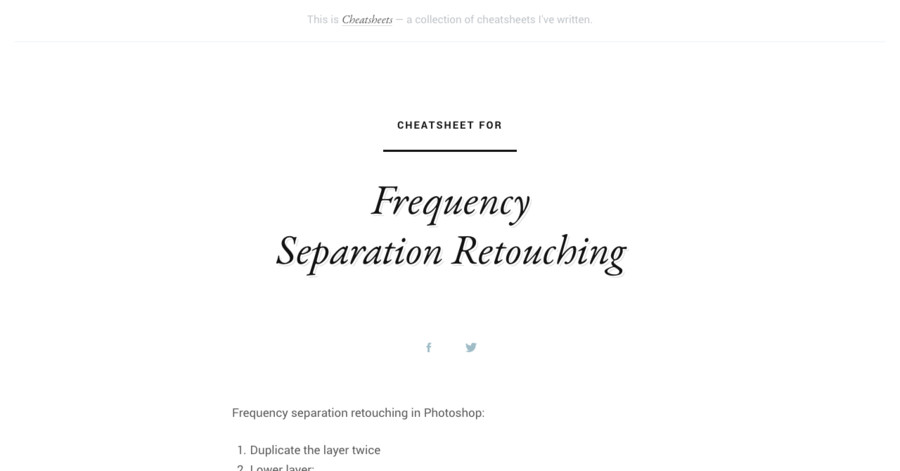 This is Cheatsheets — a collection of cheatsheets I've written.
CHEATSHEET FOR
Frequency
Separation Retouching
Frequency separation retouching in Photoshop:
1. Duplicate the layer twice
2. Lower layer: